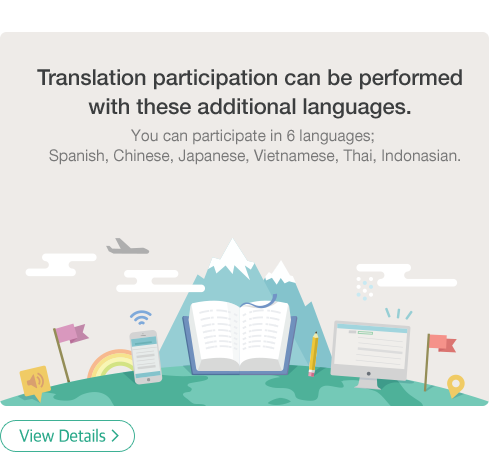 Translation participation can be performed
with these additional languages.
You can participate in 6 languages;
Spanish, Chinese, Japanese, Vietnamese, Thai, Indonasian.
View Details >